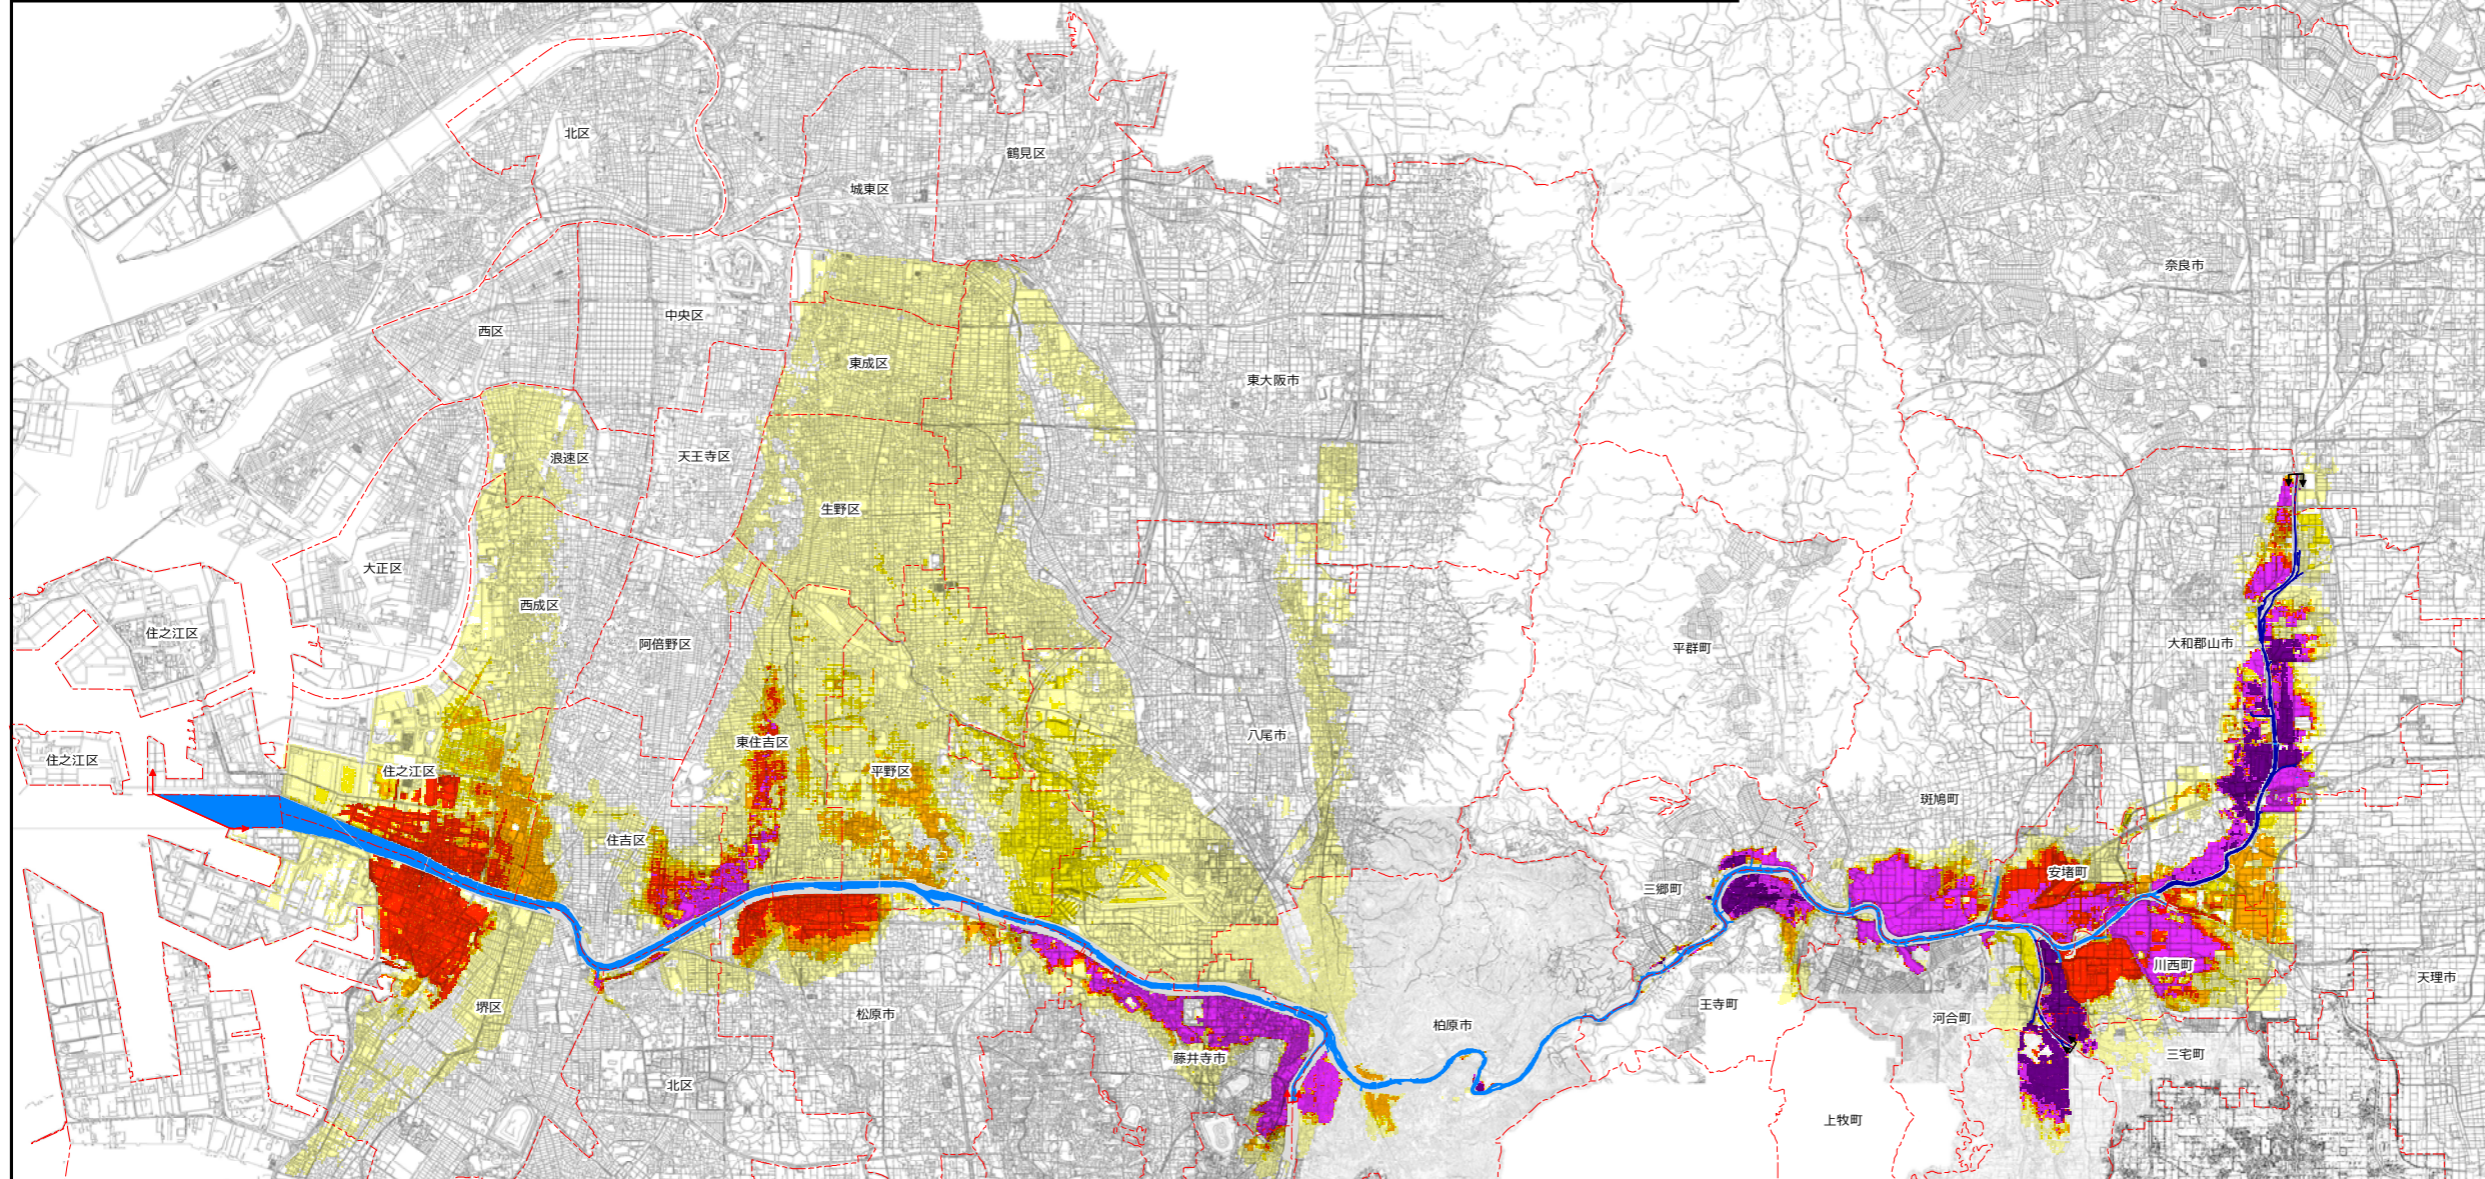 北区
鶴見区
城東区
奈良市
中央区
西区
東成区
東大阪市
天王寺区
浪速区
生野区
大正区
西成区
住之江区
阿倍野区
大和郡山市
平群町
八尾市
東住吉区
住之江区
住之江区
平野区
斑鳩町
住吉区
安堵町
三郷町
川西町
天理市
王寺町
堺区
松原市
河合町
柏原市
三宅町
藤井寺市
北区
上牧町